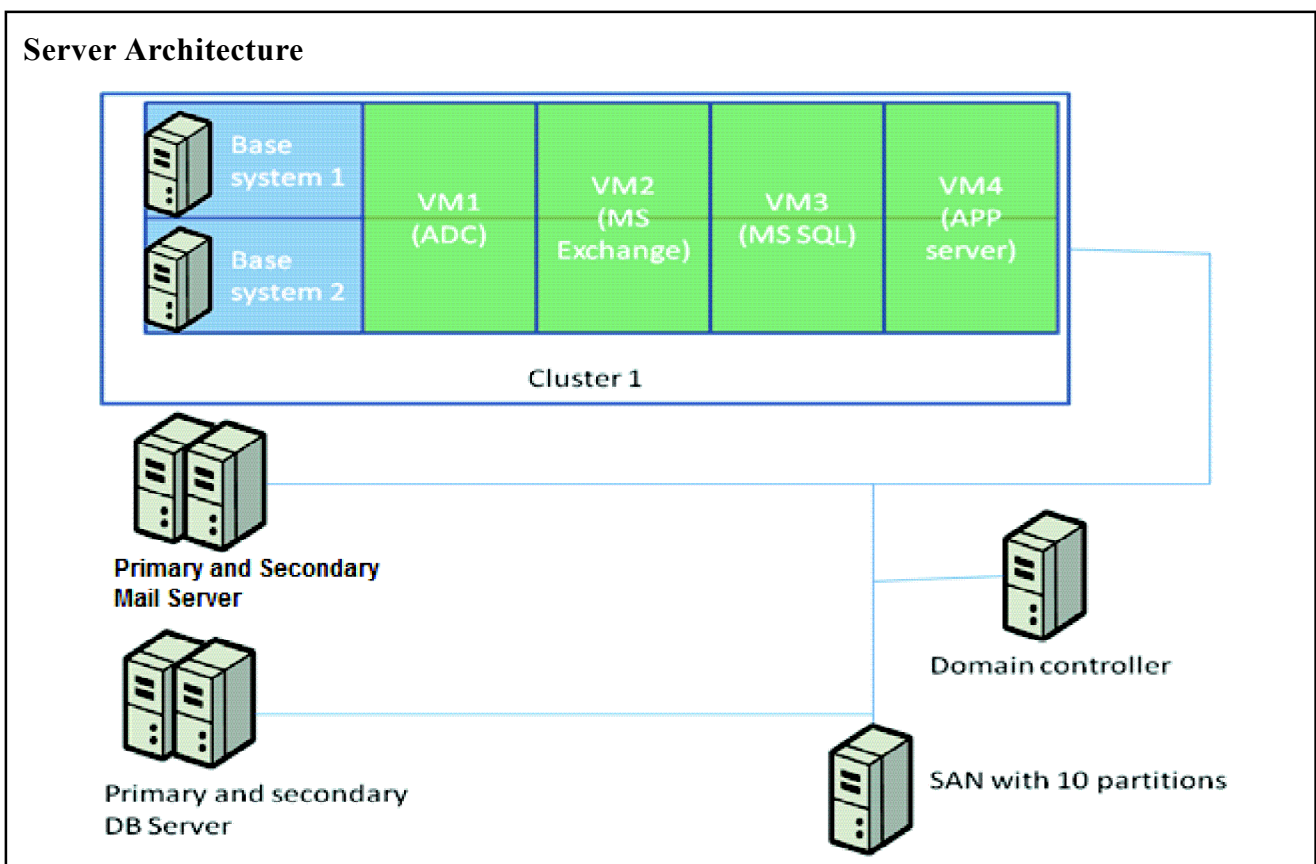 Server Architecture
Base
system 1
Base
system 2
VM1
(ADC)
VM2
(MS
Exchange)
VM3
(MS SQL)
VM4
(APP
server)
Cluster 1
Primary and Secondary
Mail Server
Domain controller
Primary and secondary
DB Server
SAN with 10 partitions